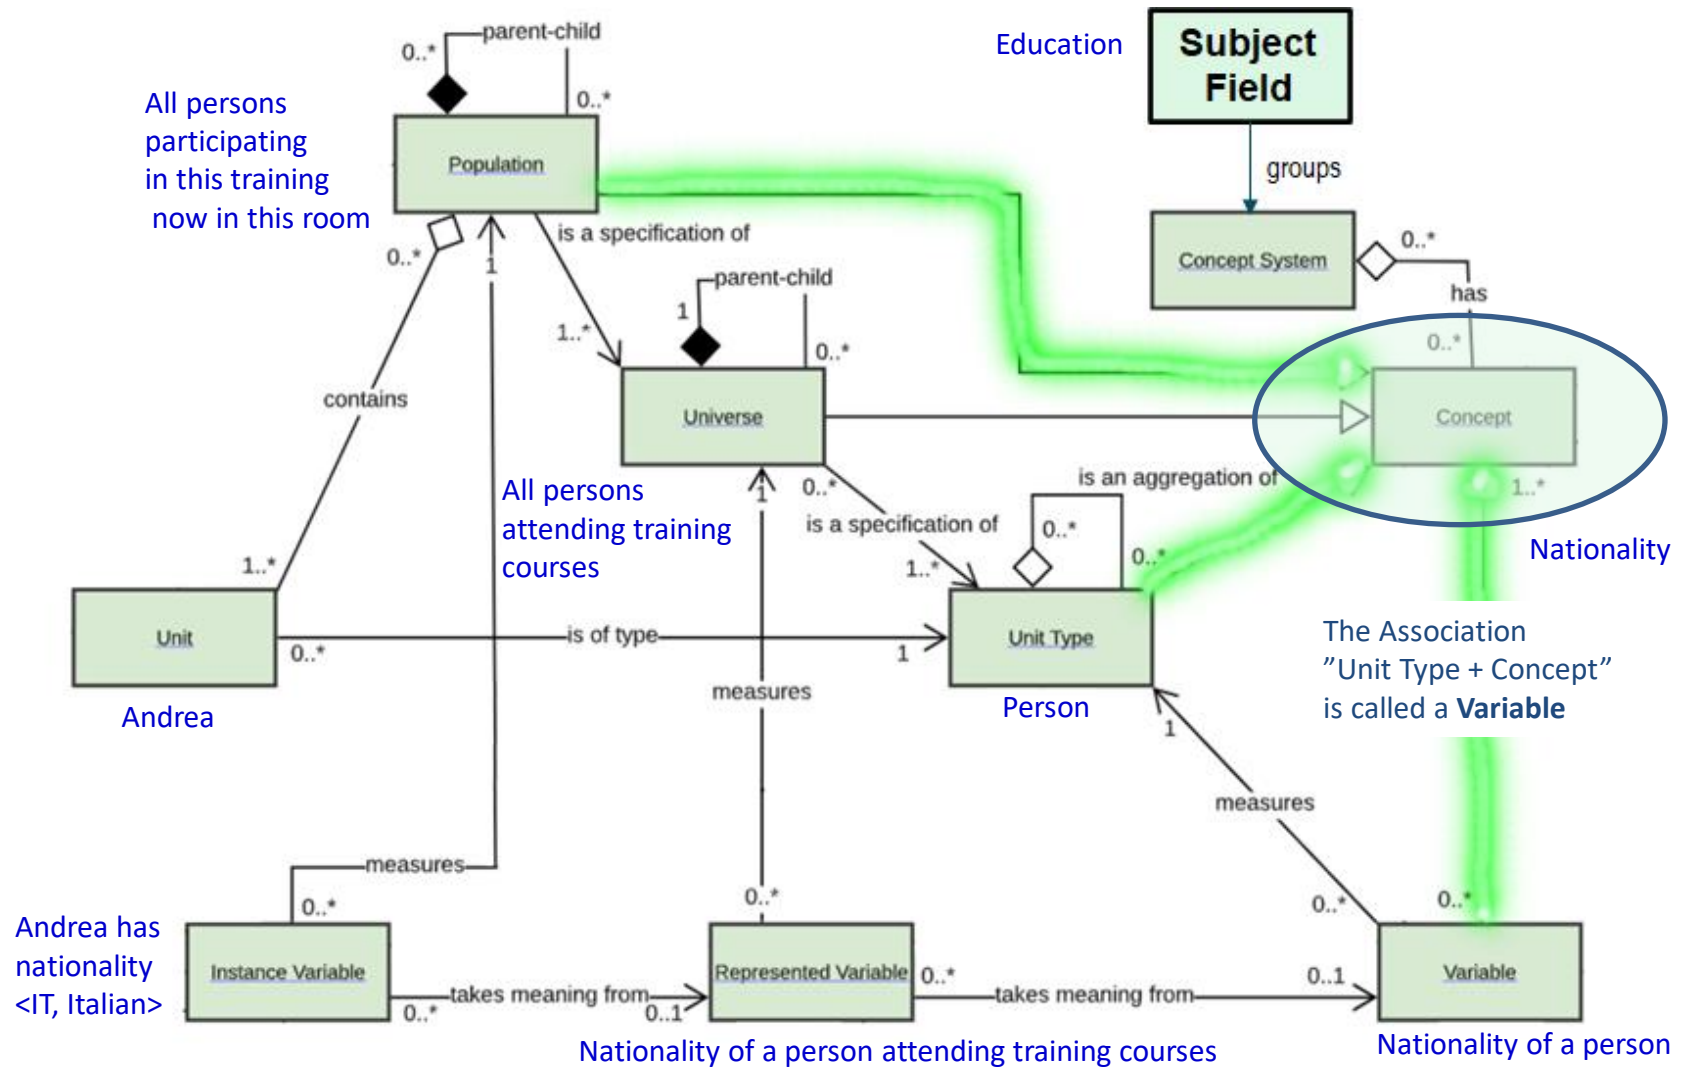 parent-child
0..*
0..*
Education
Subject
Field
All persons
participating
in this training
now in this room
Population
groups
is a specification of
0..*
1
Concept System
0..*
has
parent-child
1
1..*
0..*
0..*
contains
Universe
Concept
All persons
attending training
courses
1
0..*
is an aggregation of
1..*
is a specification of
0..*
0..*
1..*
1..*
Nationality
Unit
is of type
0..*
1
Unit Type
The Association
”Unit Type + Concept”
is called a Variable
Andrea
measures
Person
1
measures
measures
0..*
0..*
0..*
0..*
Andrea has
nationality
<IT, Italian>
Instance Variable
Represented Variable
Variable
takes meaning from
0..*
0..1
0..*
takes meaning from
0..1
Nationality of a person attending training courses
Nationality of a person